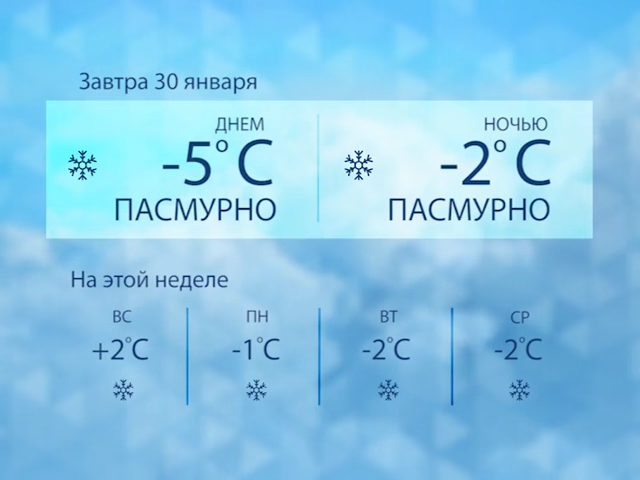 Завтра 30 января
ДНЕМ НОЧЬЮ
-5°C -2°C
ПАСМУРНО ПАСМУРНО
На этой неделе
ВС ПН ВТ СР
+2°C -1°C -2°C -2°C